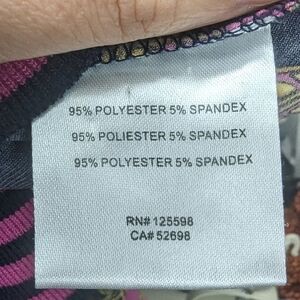 95% POLYESTER 5% SPANDEX
95% POLIESTER 5% SPANDEX
95% POLYESTER 5% SPANDEX
RN# 125598
CA# 52698